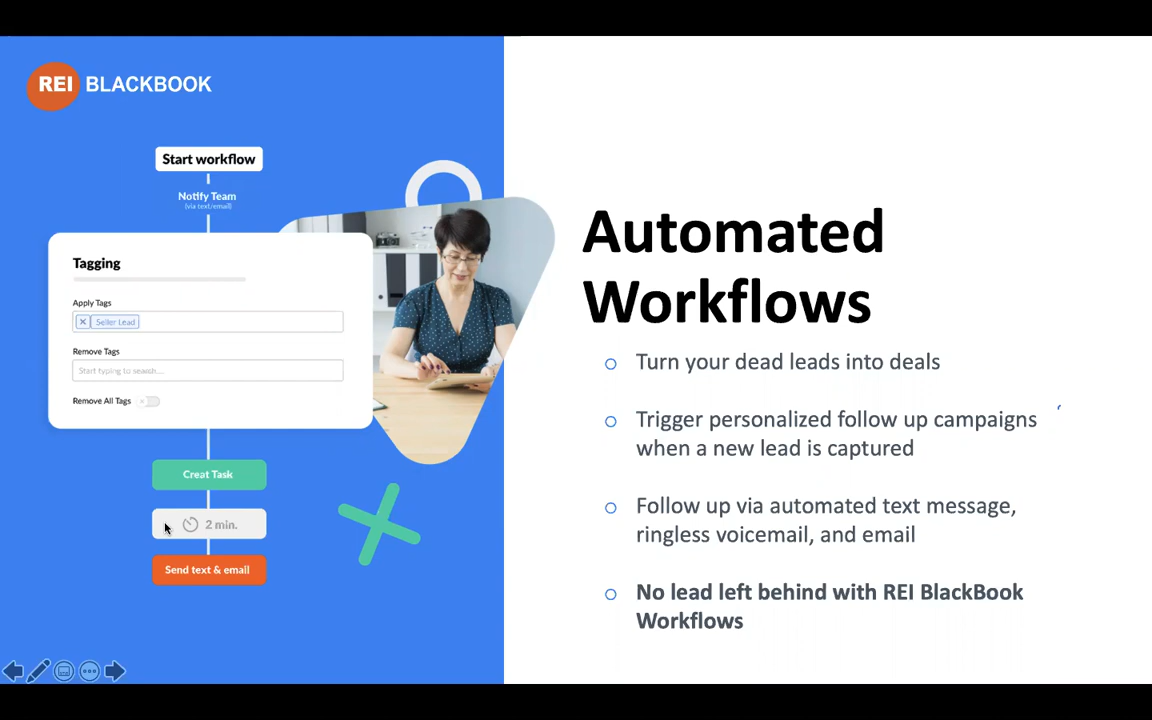 REI BLACKBOOK
Start workflow
Notify Team
(via text/email)
Tagging
Apply Tags
× Seller Lead
Remove Tags
Start typing to search....
Remove All Tags ×
Creat Task
2 min.
Send text & email
Automated
Workflows
Turn your dead leads into deals
Trigger personalized follow up campaigns
when a new lead is captured
Follow up via automated text message,
ringless voicemail, and email
No lead left behind with REI BlackBook
Workflows